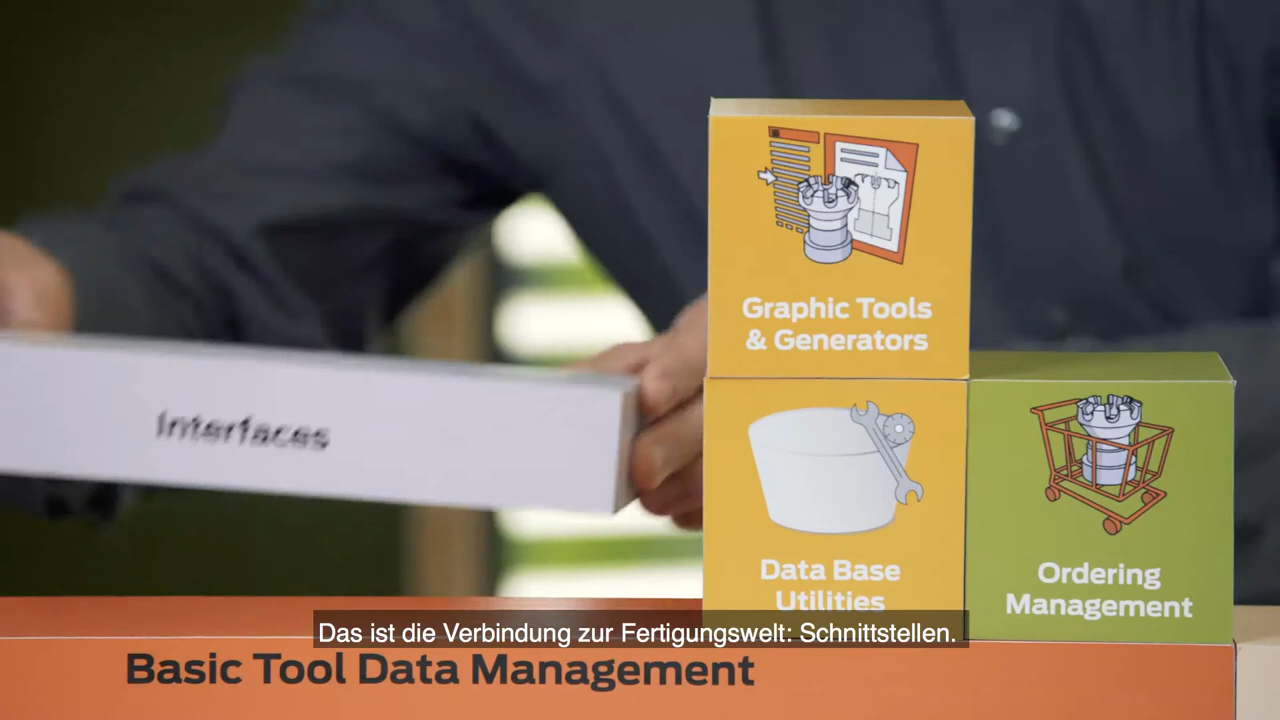 Graphic Tools
& Generators
Interfaces
Data Base
Utilities
Ordering
Management
Das ist die Verbindung zur Fertigungswelt: Schnittstellen.
Basic Tool Data Management